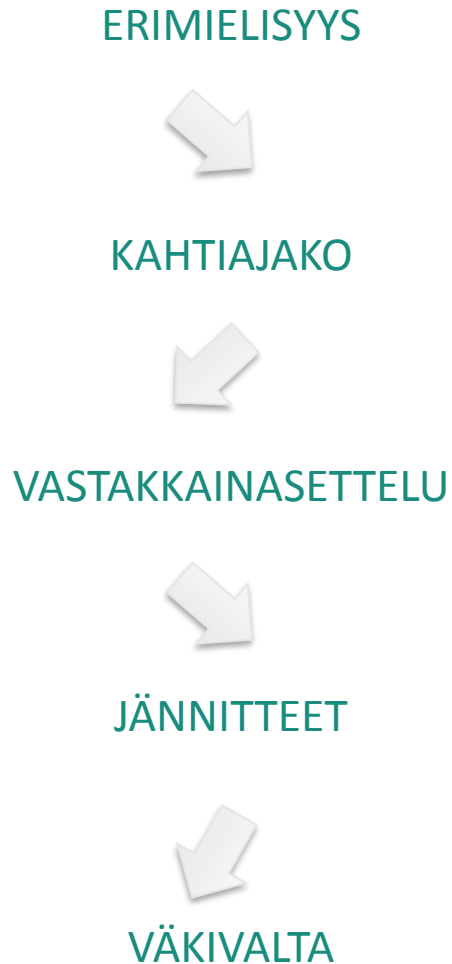 ERIMIELISYYS
KAHTIAJAKO
VASTAKKAINASETTELU
JÄNNITTEET
VÄKIVALTA